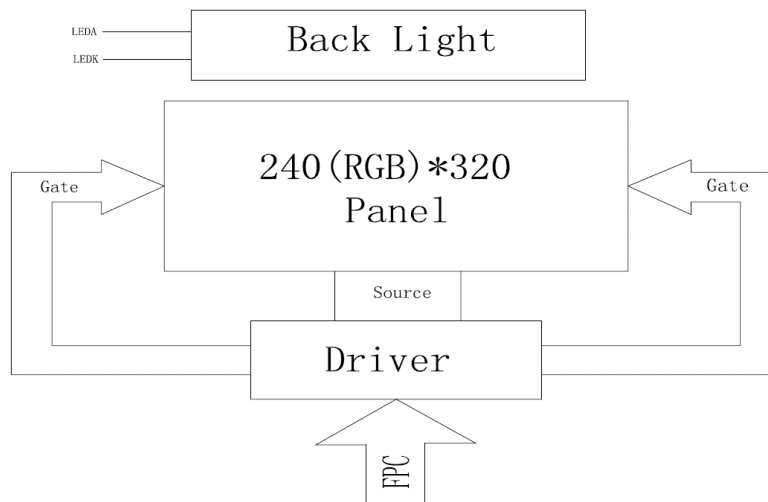 LEDA
LEDK
Back Light
240(RGB)*320
Panel
Gate
Gate
Source
Driver
FPC